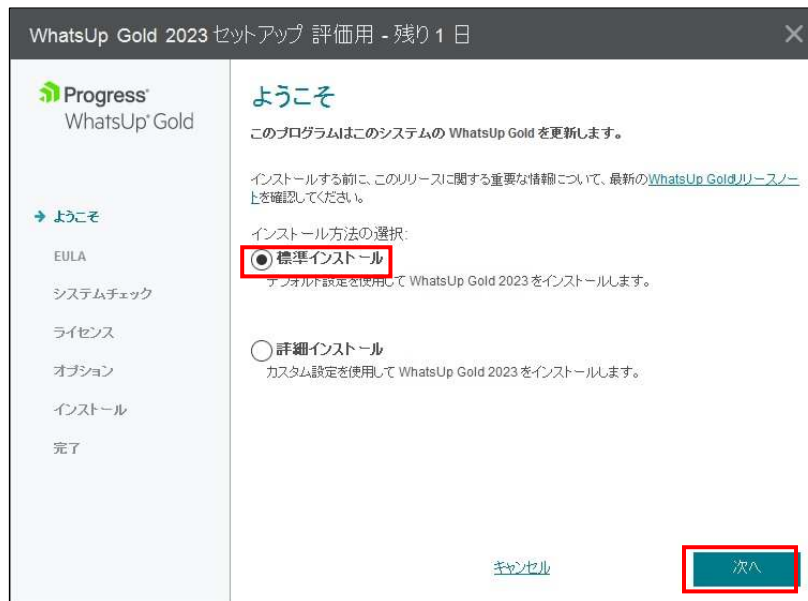 WhatsUp Gold 2023 セットアップ 評価用 - 残り 1 日
Progress®
WhatsUp® Gold
ようこそ
このプログラムはこのシステムの WhatsUp Gold を更新します。
インストールする前に、このリリースに関する重要な情報について、最新のWhatsUp Goldリリースノー
トを確認してください。
→ ようこそ
EULA
システムチェック
ライセンス
オプション
インストール
完了
インストール方法の選択:
標準インストール
デフォルト設定を使用して WhatsUp Gold 2023 をインストールします。
詳細インストール
カスタム設定を使用して WhatsUp Gold 2023 をインストールします。
キャンセル
次へ